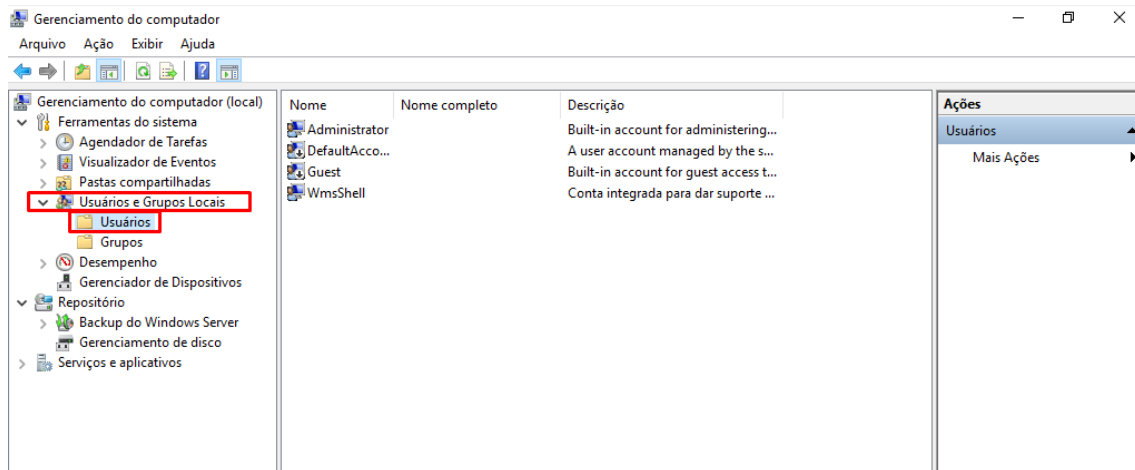 Gerenciamento do computador
Arquivo Ação Exibir Ajuda
Gerenciamento do computador (local)
Ferramentas do sistema
Agendador de Tarefas
Visualizador de Eventos
Pastas compartilhadas
Usuários e Grupos Locais
Usuários
Grupos
Desempenho
Gerenciador de Dispositivos
Repositório
Backup do Windows Server
Gerenciamento de disco
Serviços e aplicativos
Nome Nome completo Descrição
Administrator Built-in account for administering...
DefaultAcco... A user account managed by the s...
Guest Built-in account for guest access t...
WmsShell Conta integrada para dar suporte ...
Ações
Usuários
Mais Ações